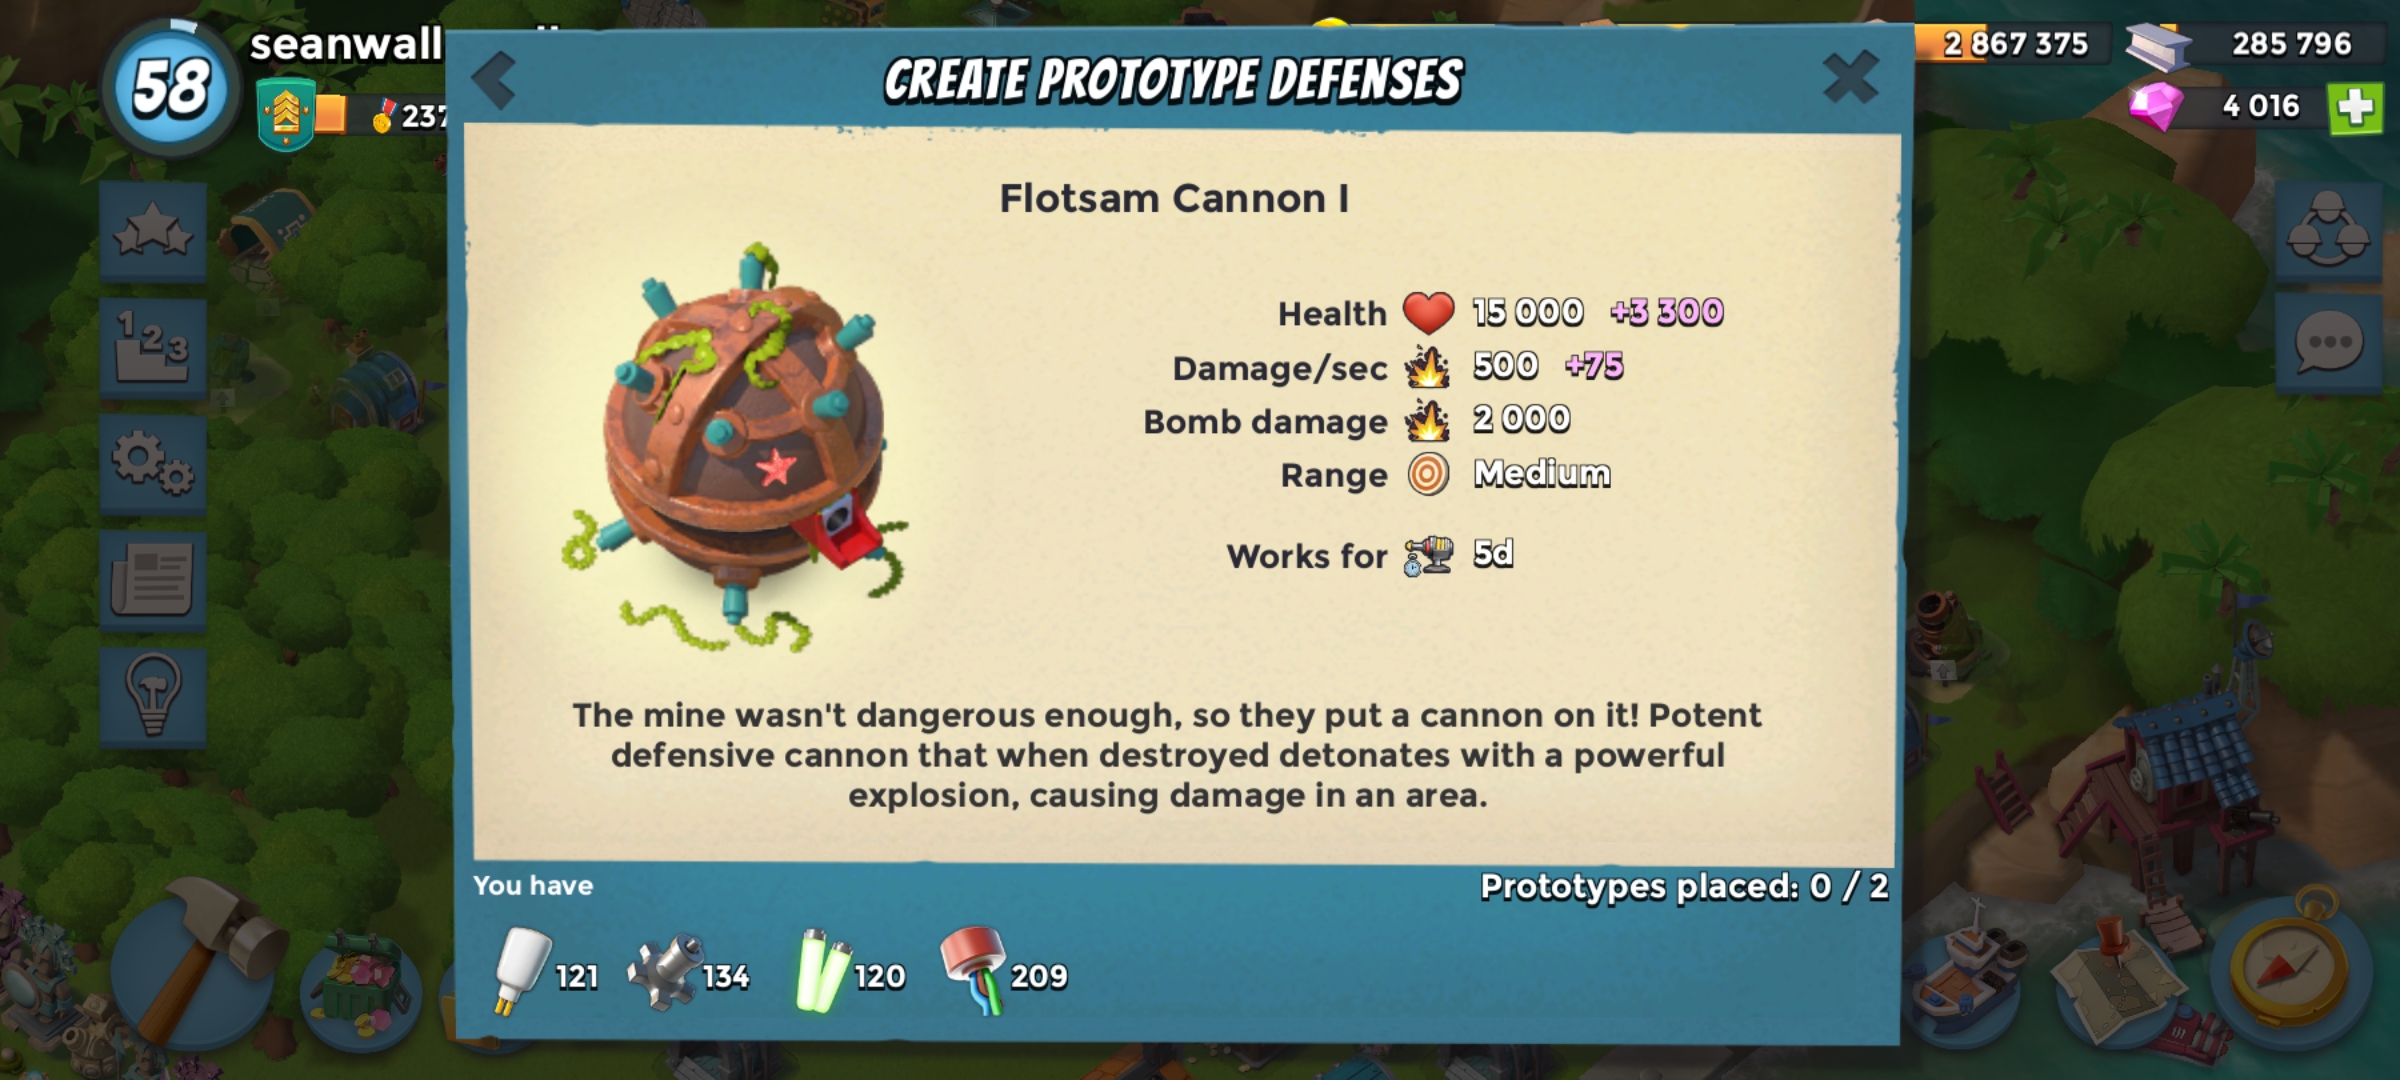 58
seanwall
237
CREATE PROTOTYPE DEFENSES
2 867 375
285 796
4 016
Flotsam Cannon I
Health 15 000 +3 300
Damage/sec 500 +75
Bomb damage 2 000
Range Medium
Works for 5d
The mine wasn't dangerous enough, so they put a cannon on it! Potent
defensive cannon that when destroyed detonates with a powerful
explosion, causing damage in an area.
You have
Prototypes placed: 0 / 2
121 134 120 209
1 2 3